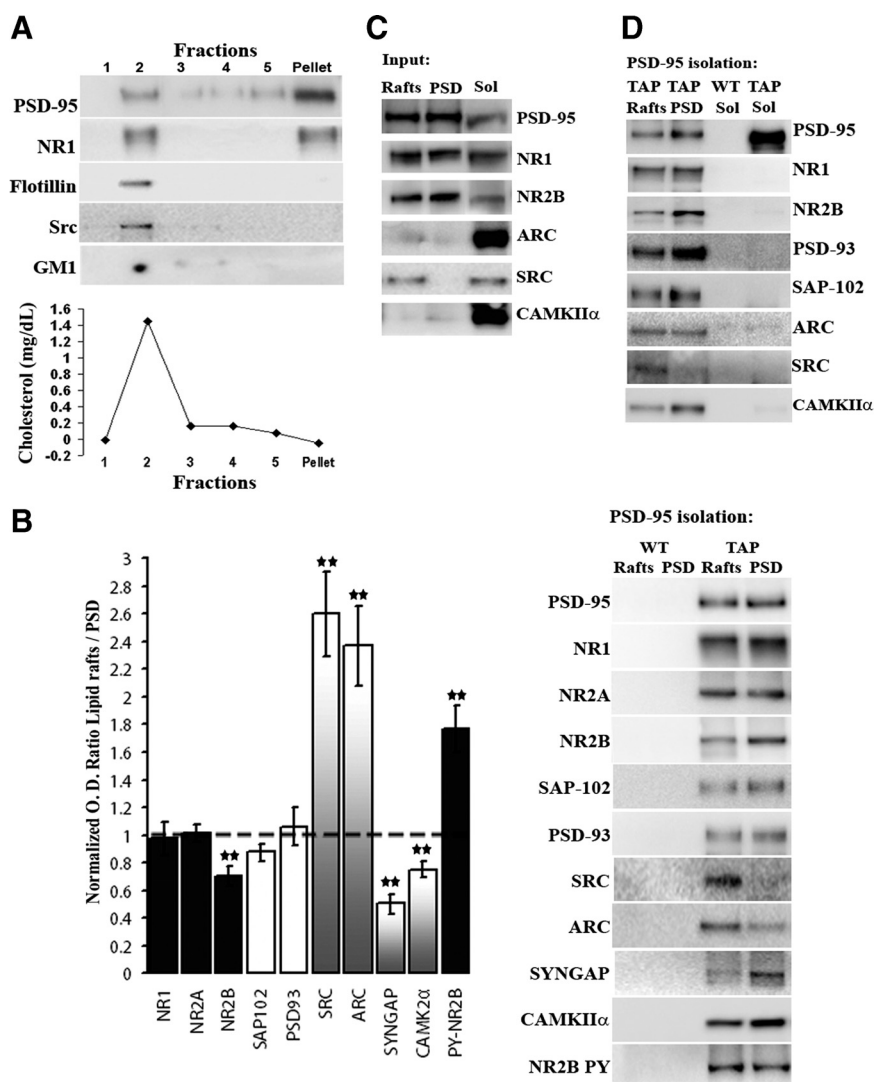 A
Fractions
1 2 3 4 5 Pellet
PSD-95
NR1
Flotillin
Src
GM1
Cholesterol (mg/dL)
1.6
1.4
1.2
1.0
0.8
0.6
0.4
0.2
0
-0.2
1 2 3 4 5 Pellet
Fractions
C
Input:
Rafts PSD Sol
PSD-95
NR1
NR2B
ARC
SRC
CAMKIIα
D
PSD-95 isolation:
TAP TAP WT TAP
Rafts PSD Sol Sol
PSD-95
NR1
NR2B
PSD-93
SAP-102
ARC
SRC
CAMKIIα
B
Normalized O. D. Ratio Lipid rafts / PSD
3
2.8
2.6
2.4
2.2
2
1.8
1.6
1.4
1.2
1
0.8
0.6
0.4
0.2
0
NR1
NR2A
NR2B
SAP102
PSD93
SRC
ARC
SYNGAP
CAMK2α
PY-NR2B
PSD-95 isolation:
WT TAP
Rafts PSD Rafts PSD
PSD-95
NR1
NR2A
NR2B
SAP-102
PSD-93
SRC
ARC
SYNGAP
CAMKIIα
NR2B PY